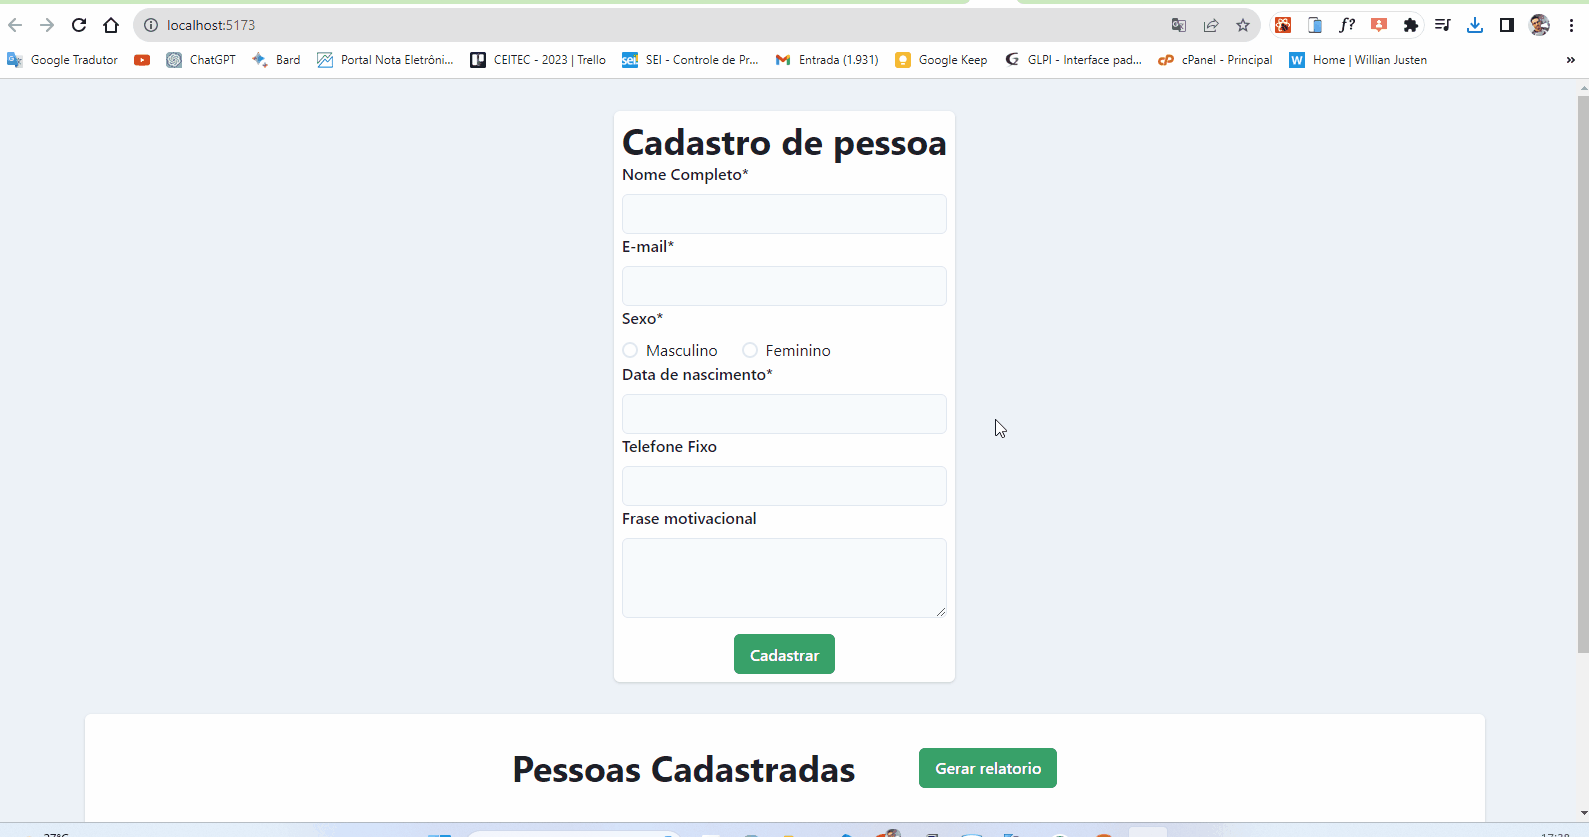 localhost:5173
Google Tradutor ChatGPT Bard Portal Nota Eletrôni... CEITEC - 2023 | Trello SEI - Controle de Pr... Entrada (1.931) Google Keep GLPI - Interface pad... cPanel - Principal Home | Willian Justen »
Cadastro de pessoa
Nome Completo*
E-mail*
Sexo*
Masculino Feminino
Data de nascimento*
Telefone Fixo
Frase motivacional
Cadastrar
Pessoas Cadastradas Gerar relatorio